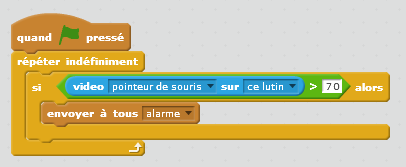 quand pressé
répéter indéfiniment
si video pointeur de souris sur ce lutin > 70 alors
envoyer à tous alarme